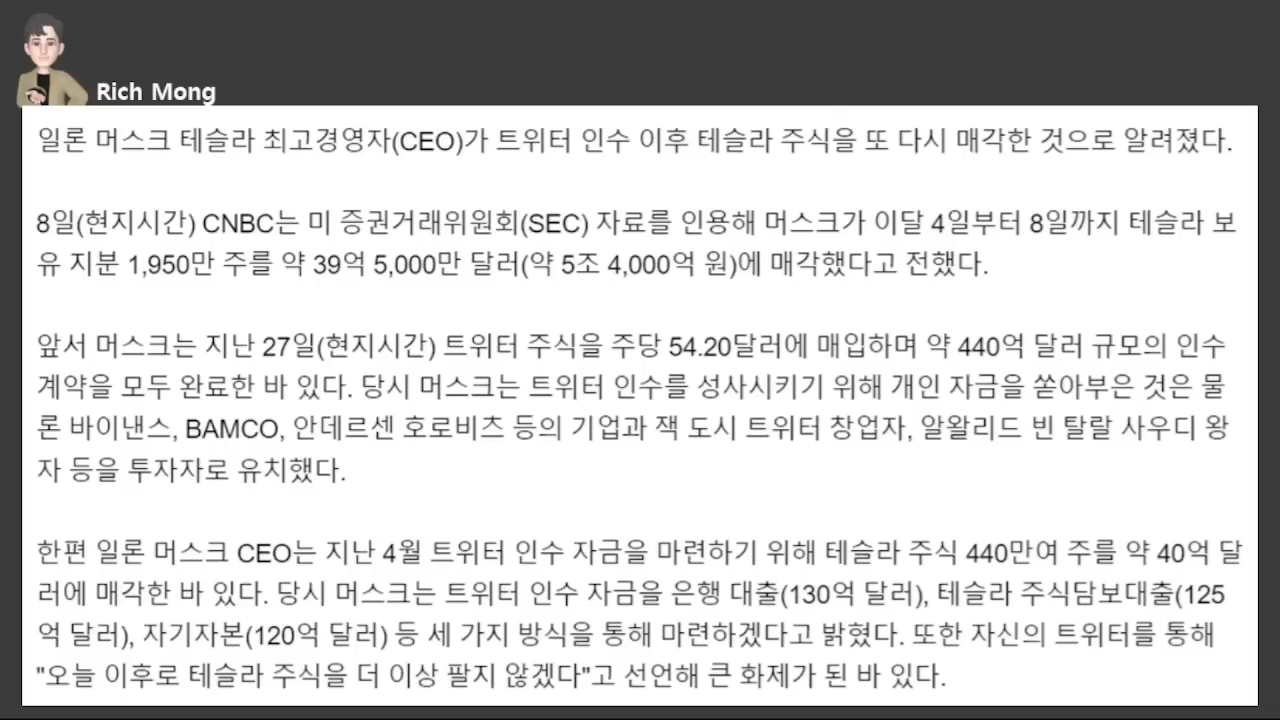 Rich Mong
일론 머스크 테슬라 최고경영자(CEO)가 트위터 인수 이후 테슬라 주식을 또 다시 매각한 것으로 알려졌다.
8일(현지시간) CNBC는 미 증권거래위원회(SEC) 자료를 인용해 머스크가 이달 4일부터 8일까지 테슬라 보
유 지분 1,950만 주를 약 39억 5,000만 달러(약 5조 4,000억 원)에 매각했다고 전했다.
앞서 머스크는 지난 27일(현지시간) 트위터 주식을 주당 54.20달러에 매입하며 약 440억 달러 규모의 인수
계약을 모두 완료한 바 있다. 당시 머스크는 트위터 인수를 성사시키기 위해 개인 자금을 쏟아부은 것은 물
론 바이낸스, BAMCO, 안데르센 호로비츠 등의 기업과 잭 도시 트위터 창업자, 알왈리드 빈 탈랄 사우디 왕
자 등을 투자자로 유치했다.
한편 일론 머스크 CEO는 지난 4월 트위터 인수 자금을 마련하기 위해 테슬라 주식 440만여 주를 약 40억 달
러에 매각한 바 있다. 당시 머스크는 트위터 인수 자금을 은행 대출(130억 달러), 테슬라 주식담보대출(125
억 달러), 자기자본(120억 달러) 등 세 가지 방식을 통해 마련하겠다고 밝혔다. 또한 자신의 트위터를 통해
"오늘 이후로 테슬라 주식을 더 이상 팔지 않겠다"고 선언해 큰 화제가 된 바 있다.